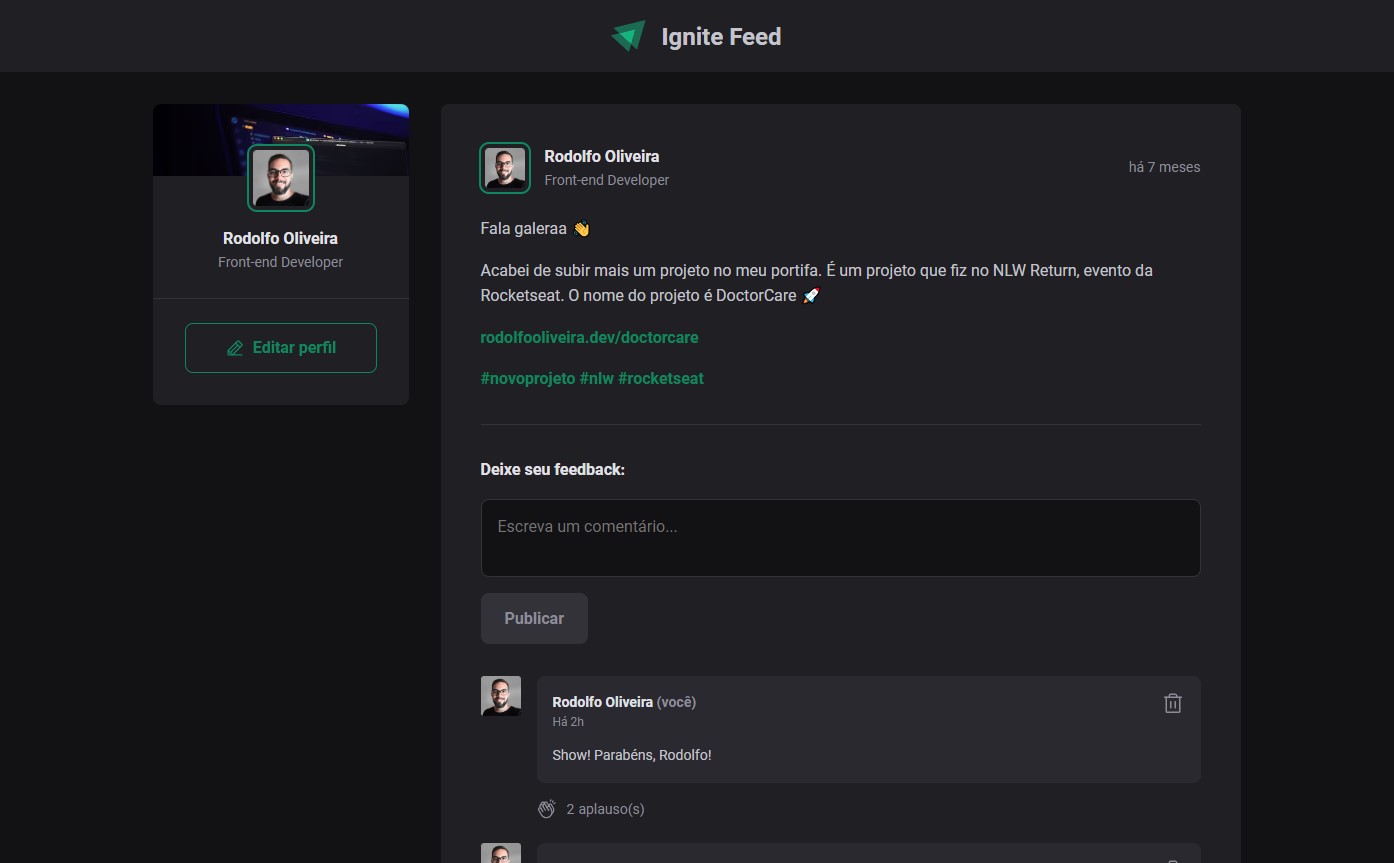 Ignite Feed
Rodolfo Oliveira
Front-end Developer
Editar perfil
Rodolfo Oliveira
Front-end Developer
há 7 meses
Fala galeraa 👋
Acabei de subir mais um projeto no meu portifa. É um projeto que fiz no NLW Return, evento da
Rocketseat. O nome do projeto é DoctorCare 🚀
rodolfooliveira.dev/doctorcare
#novoprojeto #nlw #rocketseat
Deixe seu feedback:
Escreva um comentário...
Publicar
Rodolfo Oliveira (você)
Há 2h
Show! Parabéns, Rodolfo!
2 aplauso(s)